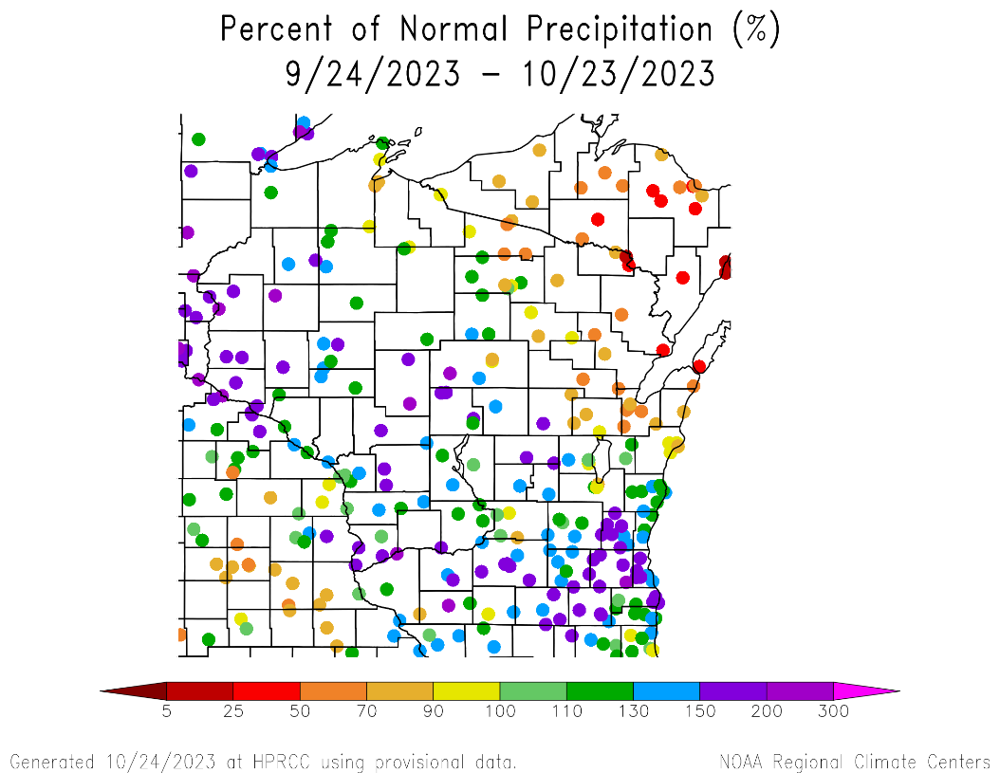 Percent of Normal Precipitation (%)
9/24/2023 – 10/23/2023
5 25 50 70 90 100 110 130 150 200 300
Generated 10/24/2023 at HPRCC using provisional data.
NOAA Regional Climate Centers